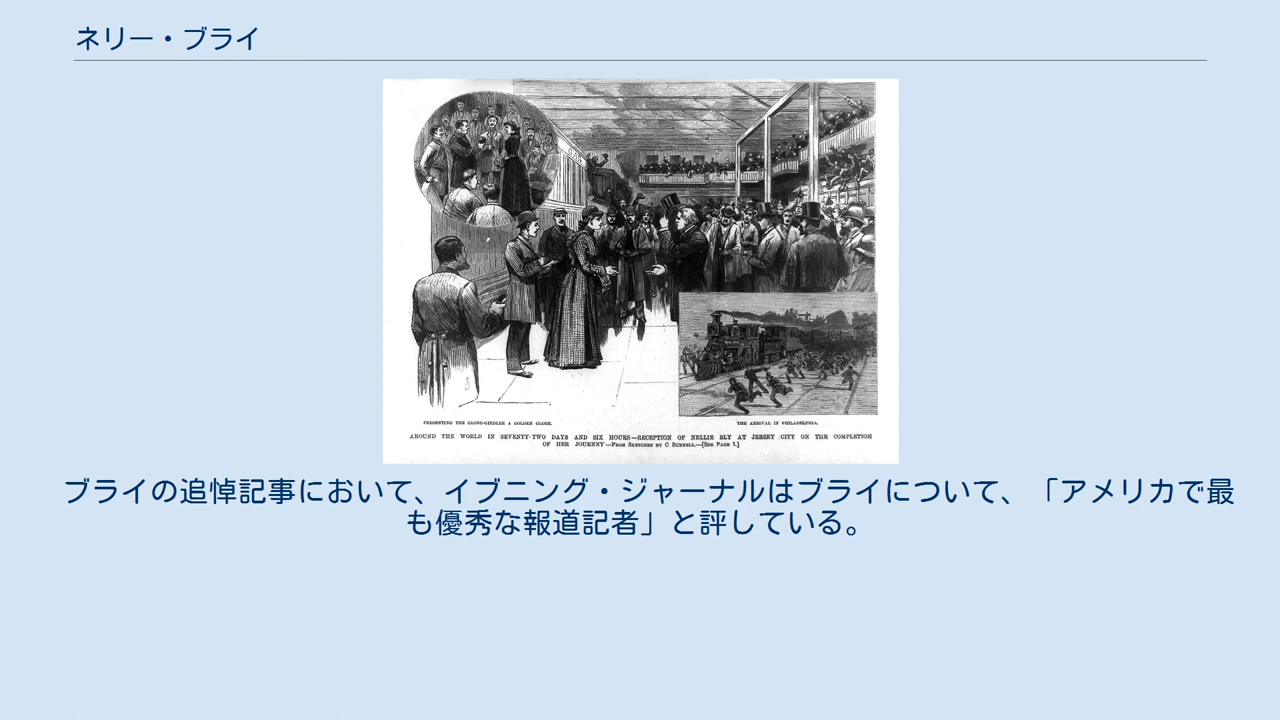 ネリー・ブライ
PRESENTING THE GLOBE-GIRDLER A GOLDEN GLOBE.
THE ARRIVAL IN PHILADELPHIA.
AROUND THE WORLD IN SEVENTY-TWO DAYS AND SIX HOURS—RECEPTION OF NELLIE BLY AT JERSEY CITY ON THE COMPLETION
OF HER JOURNEY—FROM SKETCHES BY C. BUNNELL.—[SEE PAGE 1.]
ブライの追悼記事において、イブニング・ジャーナルはブライについて、「アメリカで最
も優秀な報道記者」と評している。